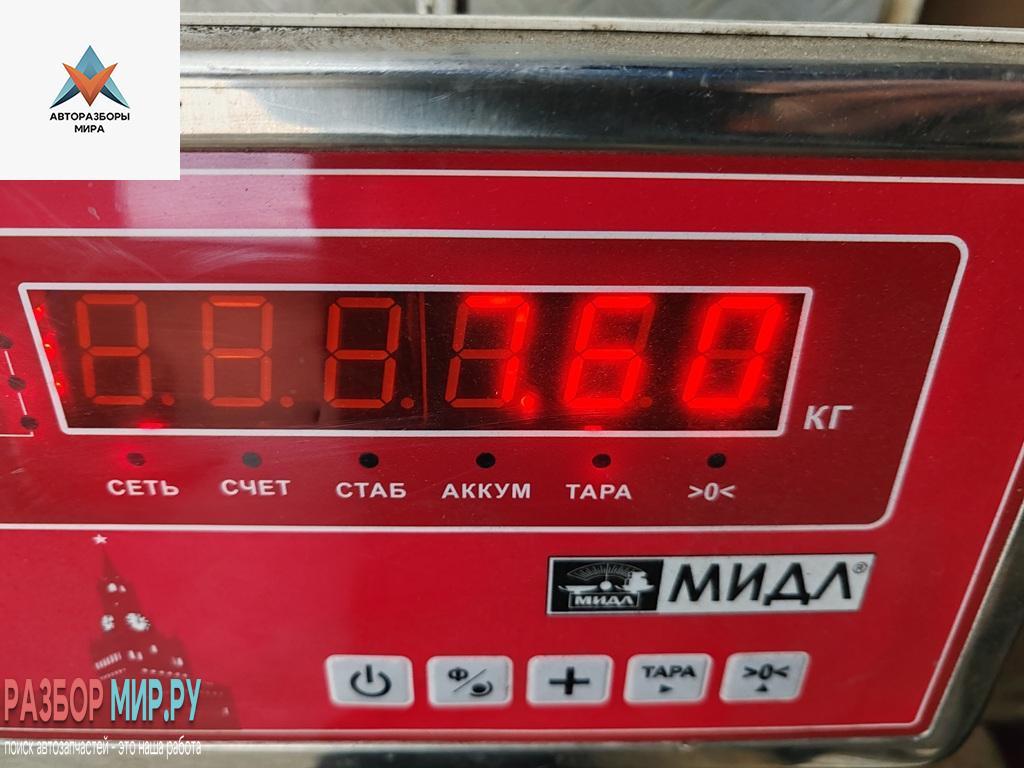 АВТОРАЗБОРЫ
МИРА
7.60
КГ
СЕТЬ СЧЕТ СТАБ АККУМ ТАРА >0<
МИДЛ МИДЛ®
Ф/ + ТАРА >0<
РАЗБОР МИР.РУ
поиск автозапчастей - это наша работа